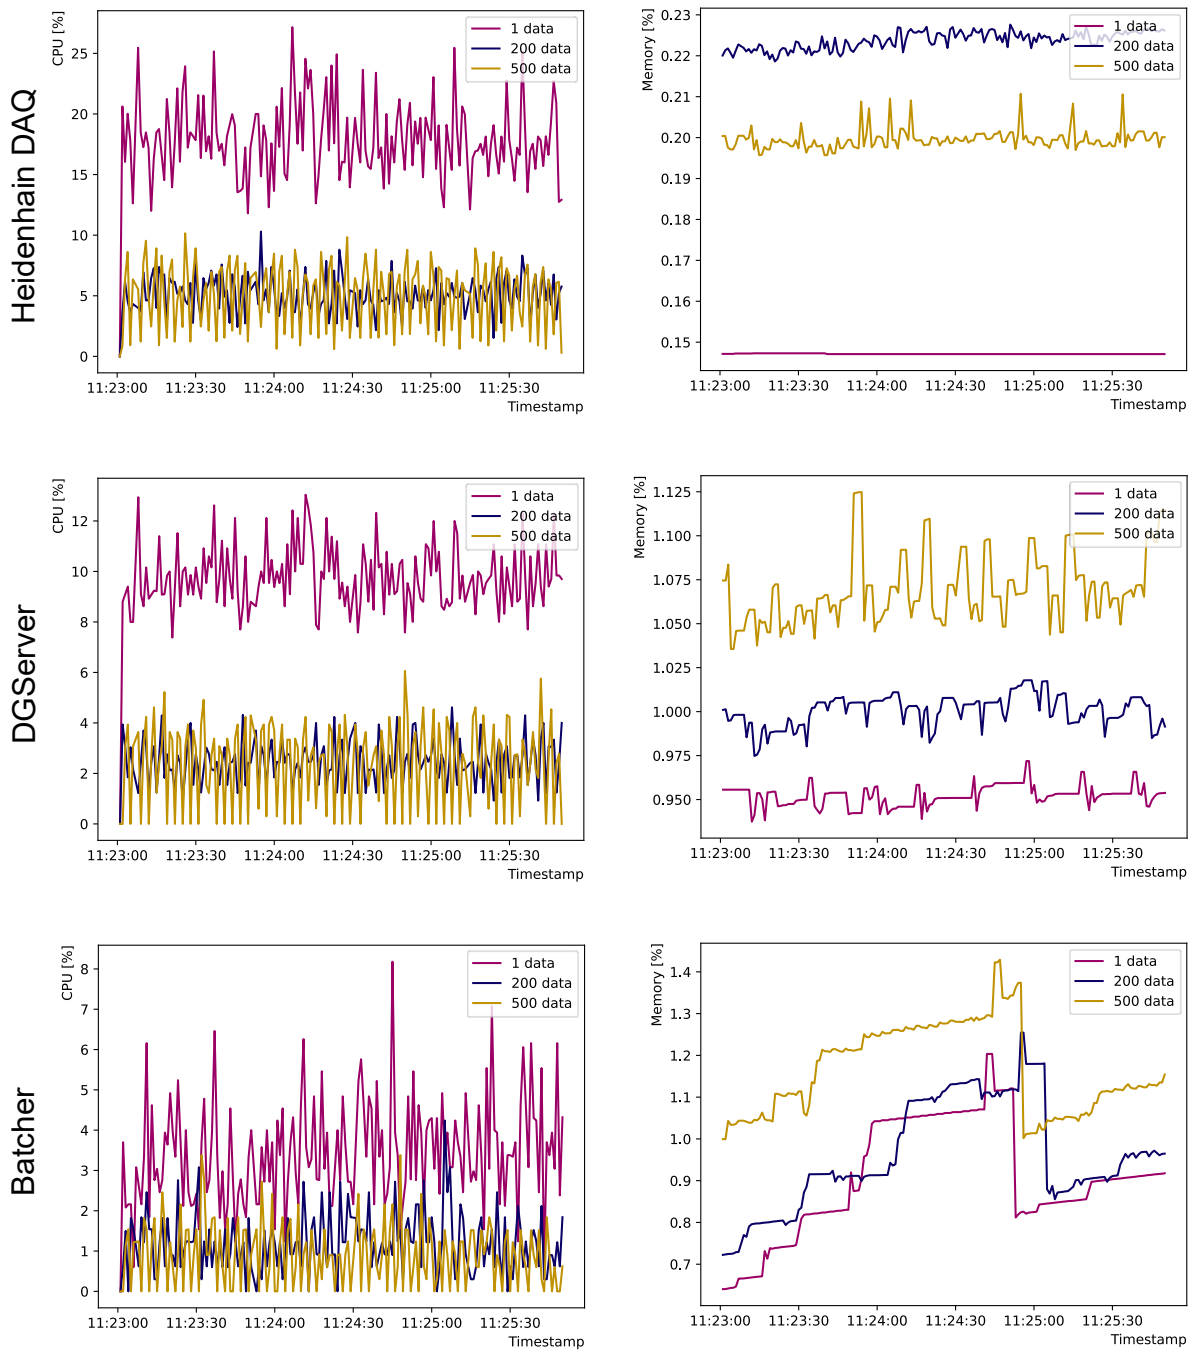 Heidenhain DAQ
CPU [%]
25
20
15
10
5
0
1 data
200 data
500 data
11:23:00 11:23:30 11:24:00 11:24:30 11:25:00 11:25:30
Timestamp
Memory [%]
0.23
0.22
0.21
0.20
0.19
0.18
0.17
0.16
0.15
1 data
200 data
500 data
11:23:00 11:23:30 11:24:00 11:24:30 11:25:00 11:25:30
Timestamp
DGServer
CPU [%]
12
10
8
6
4
2
0
1 data
200 data
500 data
11:23:00 11:23:30 11:24:00 11:24:30 11:25:00 11:25:30
Timestamp
Memory [%]
1.125
1.100
1.075
1.050
1.025
1.000
0.975
0.950
1 data
200 data
500 data
11:23:00 11:23:30 11:24:00 11:24:30 11:25:00 11:25:30
Timestamp
Batcher
CPU [%]
8
7
6
5
4
3
2
1
0
1 data
200 data
500 data
11:23:00 11:23:30 11:24:00 11:24:30 11:25:00 11:25:30
Timestamp
Memory [%]
1.4
1.3
1.2
1.1
1.0
0.9
0.8
0.7
1 data
200 data
500 data
11:23:00 11:23:30 11:24:00 11:24:30 11:25:00 11:25:30
Timestamp